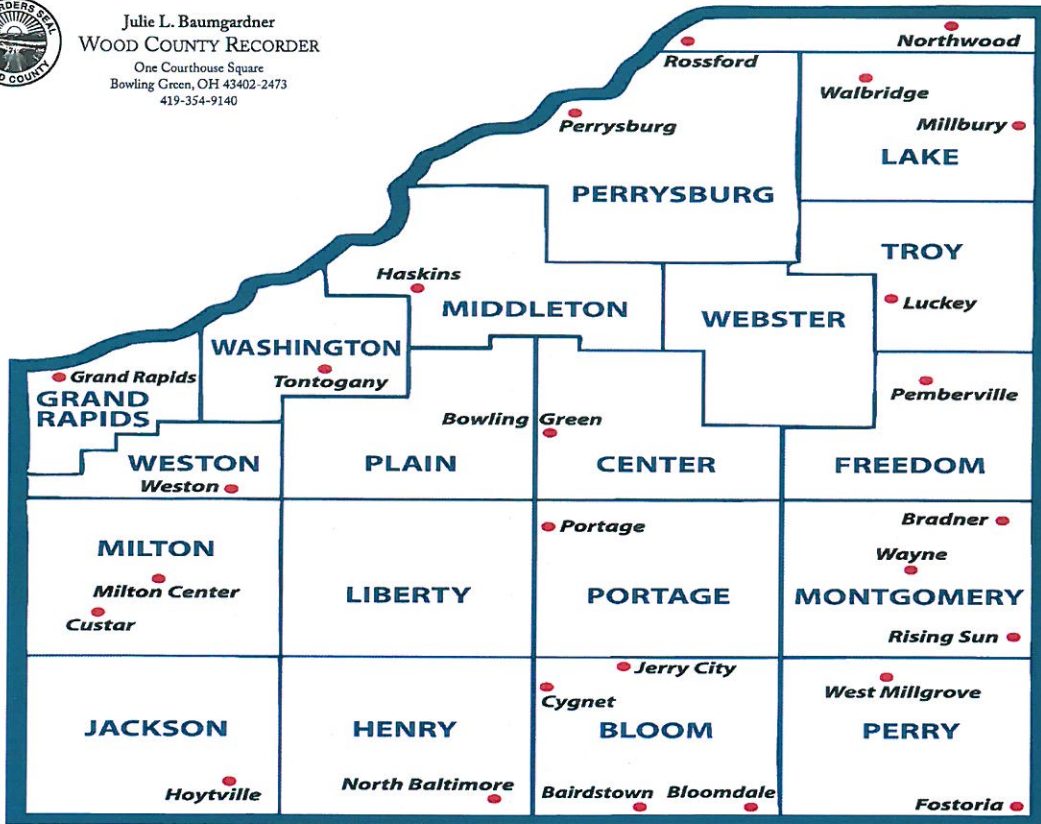 RDERS SEAL
D COUNTY
Julie L. Baumgardner
WOOD COUNTY RECORDER
One Courthouse Square
Bowling Green, OH 43402-2473
419-354-9140
Northwood
Rossford
Walbridge
Perrysburg
Millbury
LAKE
PERRYSBURG
TROY
Haskins
Luckey
MIDDLETON
WEBSTER
WASHINGTON
Grand Rapids
Tontogany
Pemberville
GRAND
RAPIDS
Bowling Green
WESTON
PLAIN
CENTER
FREEDOM
Weston
Portage
Bradner
MILTON
Wayne
Milton Center
LIBERTY
PORTAGE
MONTGOMERY
Custar
Rising Sun
Jerry City
Cygnet
West Millgrove
JACKSON
HENRY
BLOOM
PERRY
Hoytville
North Baltimore
Bairdstown
Bloomdale
Fostoria